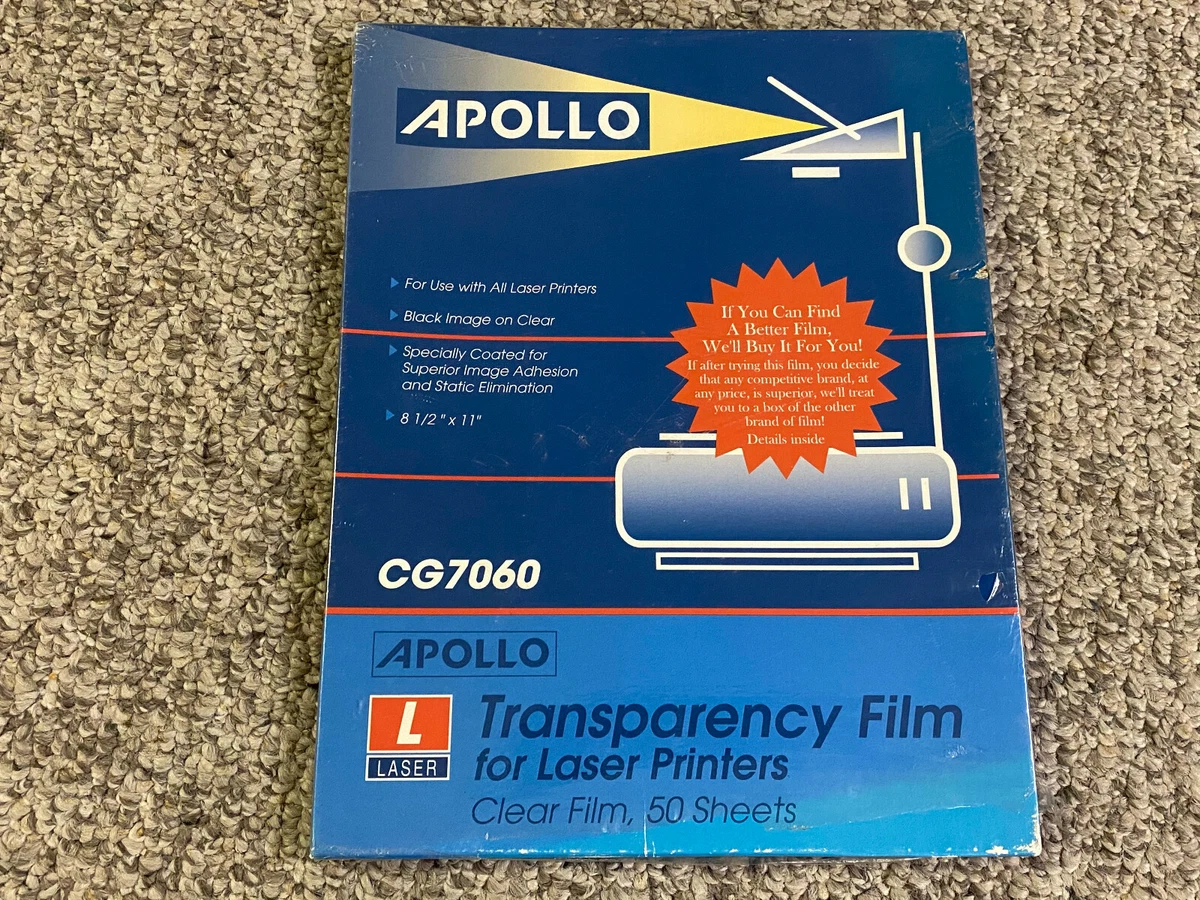 APOLLO
For Use with All Laser Printers
Black Image on Clear
Specially Coated for
Superior Image Adhesion
and Static Elimination
8 1/2 " x 11"
If You Can Find
A Better Film,
We'll Buy It For You!
If after trying this film, you decide
that any competitive brand, at
any price, is superior, we'll treat
you to a box of the other
brand of film!
Details inside
CG7060
APOLLO
L
LASER
Transparency Film
for Laser Printers
Clear Film, 50 Sheets